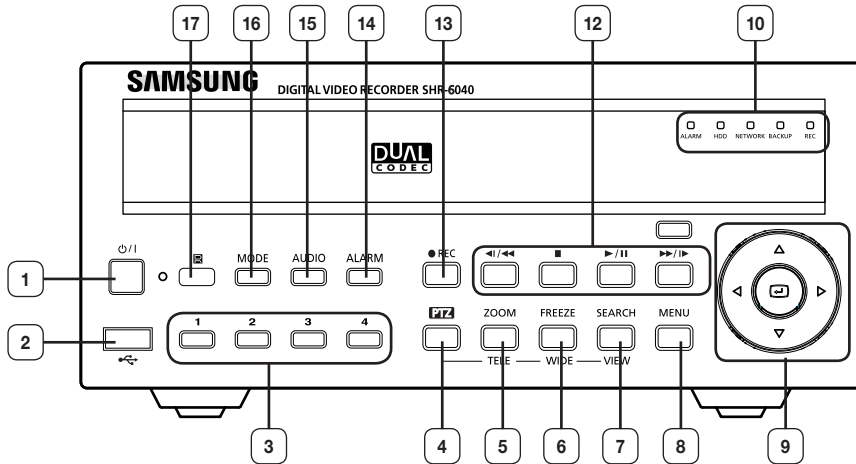 17 16 15 14 13 12 10
SAMSUNG DIGITAL VIDEO RECORDER SHR-6040
ALARM HDD NETWORK BACKUP REC
DUAL
CODEC
⏻/I MODE AUDIO ALARM ●REC ◀I/◀◀ ■ ▶/II ▶▶/I▶
1
PTZ ZOOM FREEZE SEARCH MENU
2 1 2 3 4
TELE WIDE VIEW
3 4 5 6 7 8 9